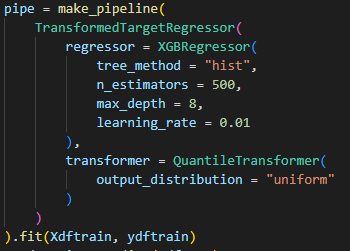 pipe = make_pipeline(
    TransformedTargetRegressor(
        regressor = XGBRegressor(
            tree_method = "hist",
            n_estimators = 500,
            max_depth = 8,
            learning_rate = 0.01
        ),
        transformer = QuantileTransformer(
            output_distribution = "uniform"
        )
    )
).fit(Xdftrain, ydftrain)